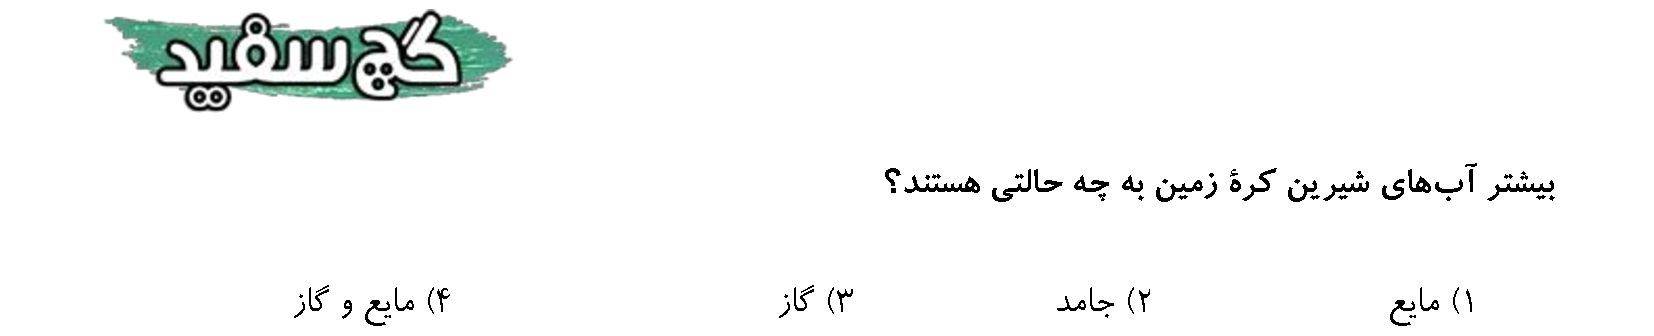 گچ سفید
بیشتر آب‌های شیرین کرهٔ زمین به چه حالتی هستند؟
۱) مایع ۲) جامد ۳) گاز ۴) مایع و گاز